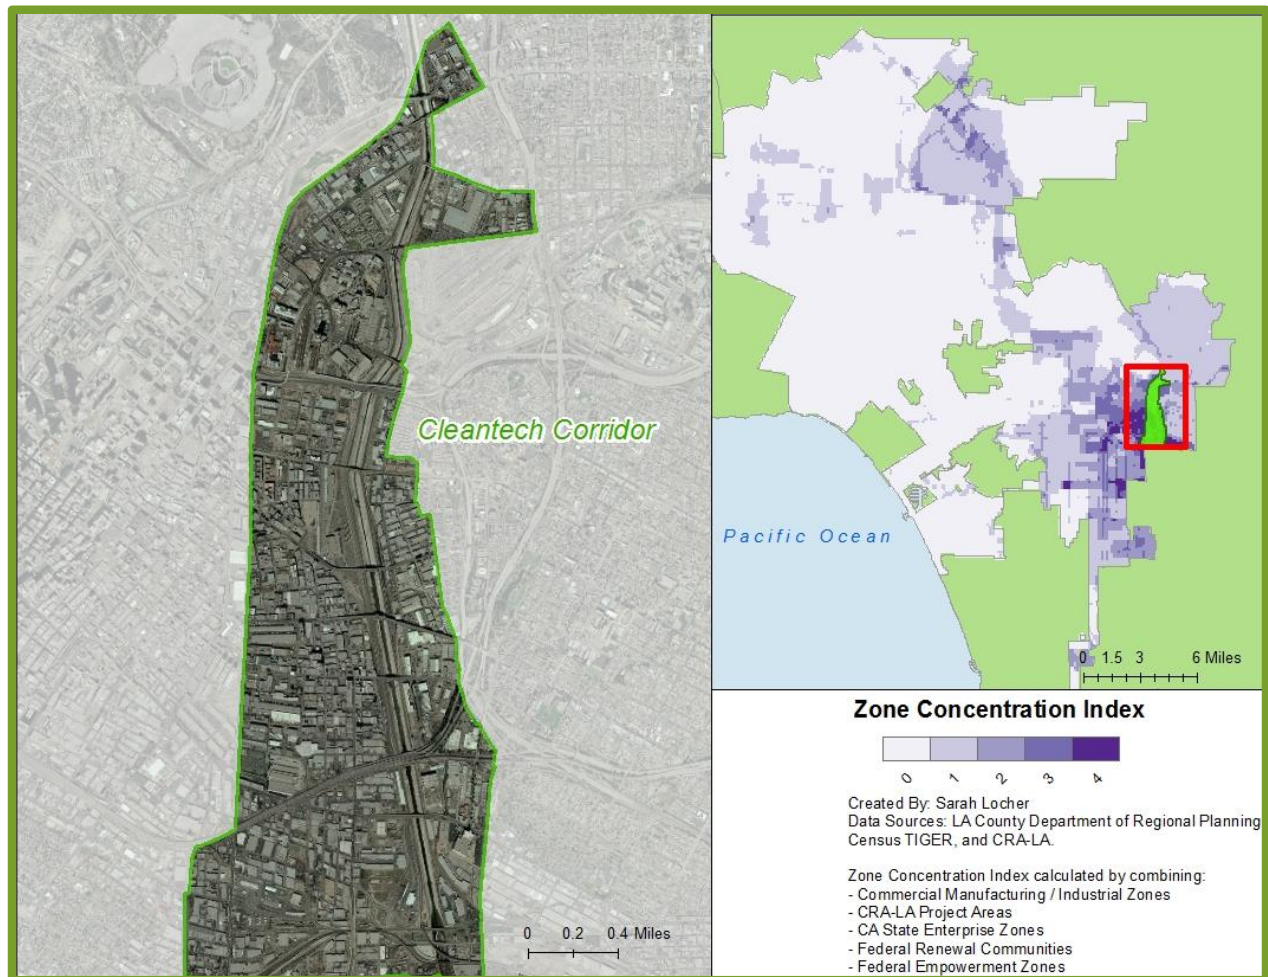 Cleantech Corridor
0 0.2 0.4 Miles
Pacific Ocean
0 1.5 3 6 Miles
Zone Concentration Index
0 1 2 3 4
Created By: Sarah Locher
Data Sources: LA County Department of Regional Planning
Census TIGER, and CRA-LA.
Zone Concentration Index calculated by combining:
- Commercial Manufacturing / Industrial Zones
- CRA-LA Project Areas
- CA State Enterprise Zones
- Federal Renewal Communities
- Federal Empowerment Zones